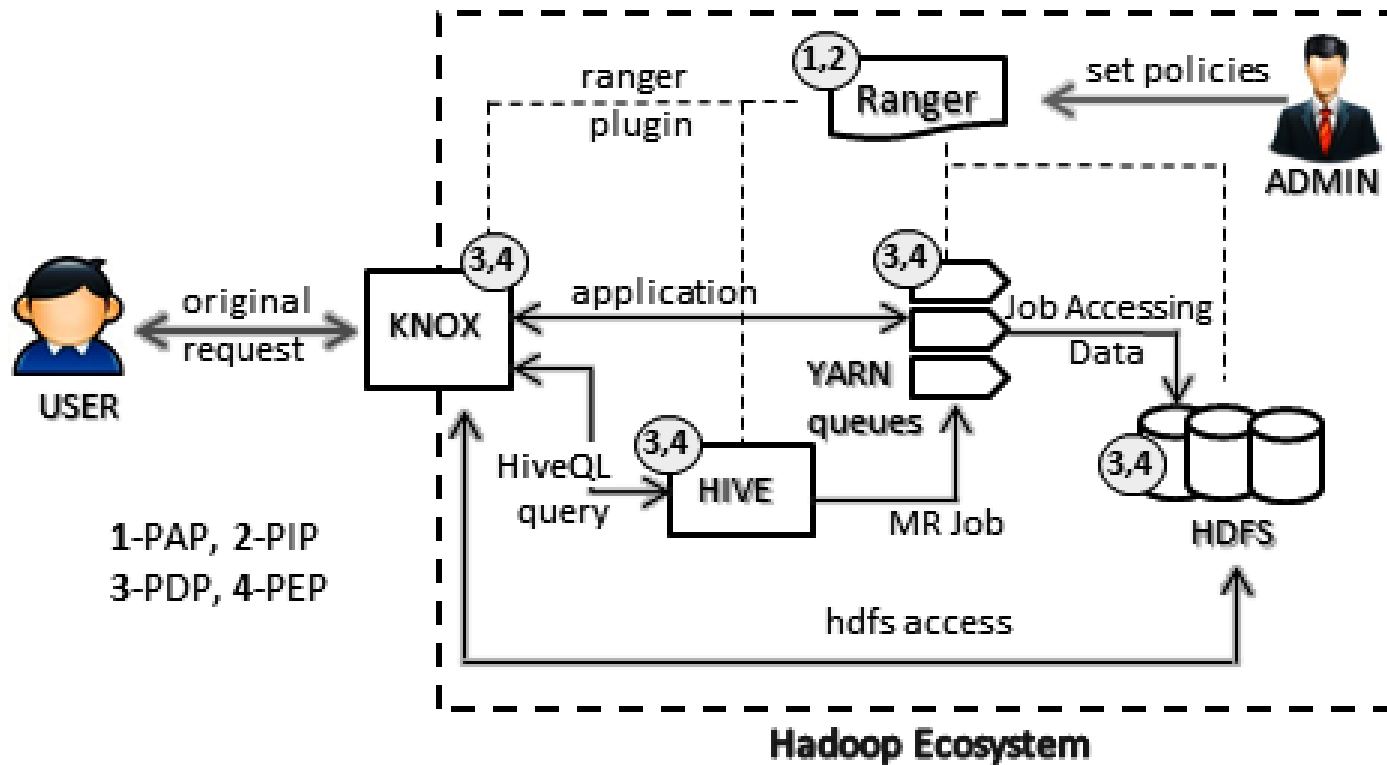 1,2
Ranger
set policies
ADMIN
ranger
plugin
3,4
KNOX
original
request
USER
application
3,4
YARN
queues
Job Accessing
Data
HiveQL
query
3,4
HIVE
MR Job
3,4
HDFS
1-PAP, 2-PIP
3-PDP, 4-PEP
hdfs access
Hadoop Ecosystem